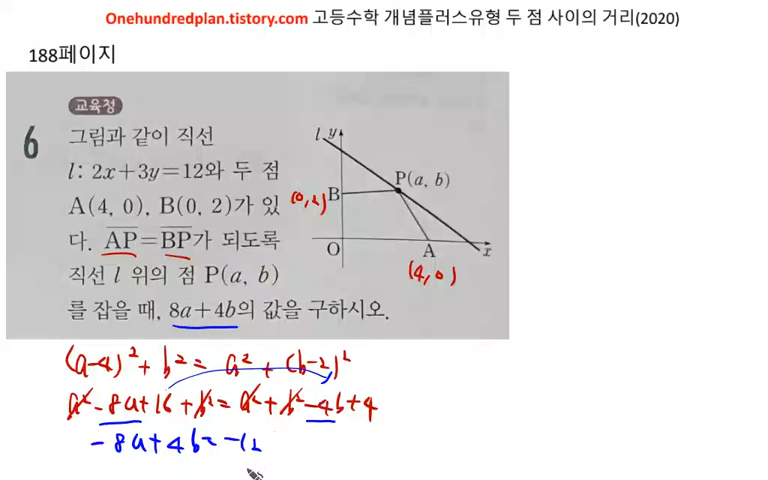 Onehundredplan.tistory.com 고등수학 개념플러스유형 두 점 사이의 거리(2020)
188페이지
교육청
6 그림과 같이 직선
l: 2x+3y=12와 두 점
A(4, 0), B(0, 2)가 있
다. AP=BP가 되도록
직선 l 위의 점 P(a, b)
를 잡을 때, 8a+4b의 값을 구하시오.
l y
P(a, b)
(0, 2) B
O A x
(4, 0)
(a-4)²+b²=a²+(b-2)²
a²-8a+16+b²=a²+b²-4b+4
-8a+4b=-12